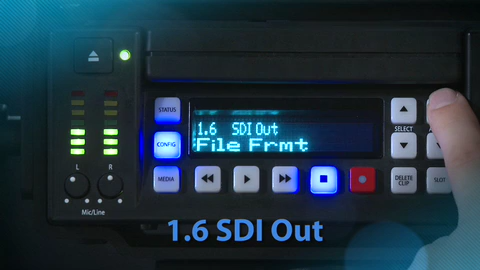 STATUS
1.6 SDI Out
File Frmt
SELECT
CONFIG
L R
Mic/Line
MEDIA
DELETE
CLIP
SLOT
1.6 SDI Out